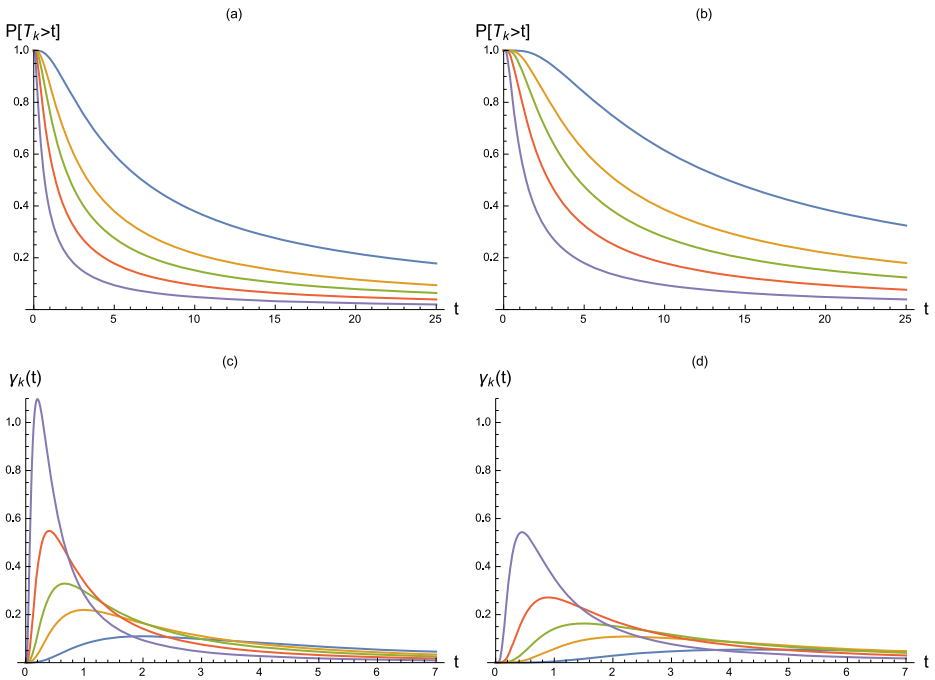 (a) (b)
P[T_k>t] P[T_k>t]
1.0 1.0
0.8 0.8
0.6 0.6
0.4 0.4
0.2 0.2
0 5 10 15 20 25 t 0 5 10 15 20 25 t
(c) (d)
γ_k(t) γ_k(t)
1.0 1.0
0.8 0.8
0.6 0.6
0.4 0.4
0.2 0.2
0 1 2 3 4 5 6 7 t 0 1 2 3 4 5 6 7 t